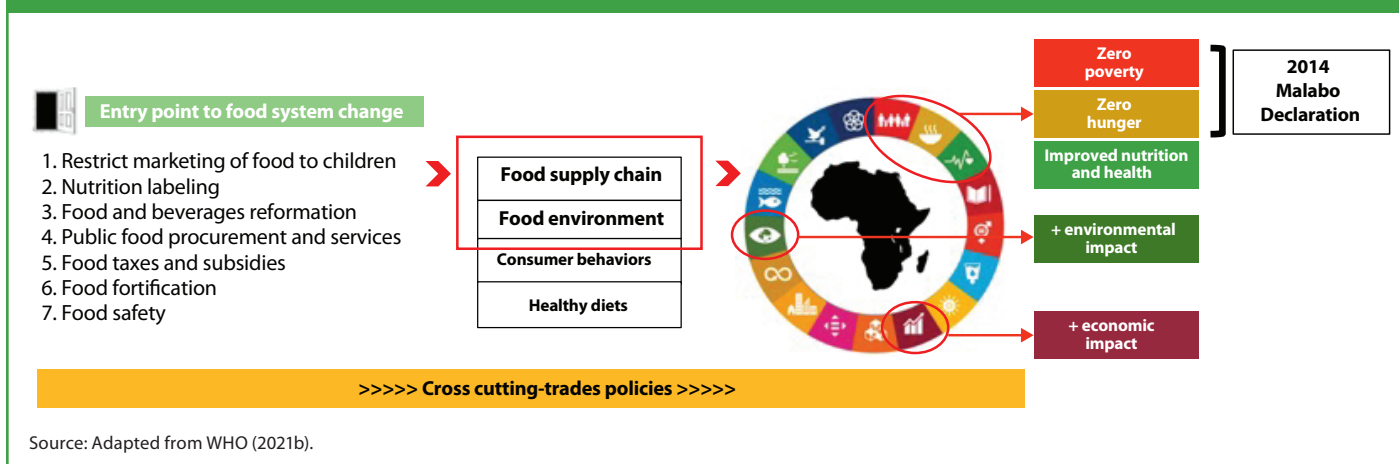 Entry point to food system change
1. Restrict marketing of food to children
2. Nutrition labeling
3. Food and beverages reformation
4. Public food procurement and services
5. Food taxes and subsidies
6. Food fortification
7. Food safety
Food supply chain
Food environment
Consumer behaviors
Healthy diets
Zero
poverty
Zero
hunger
Improved nutrition
and health
+ environmental
impact
+ economic
impact
2014
Malabo
Declaration
>>>>> Cross cutting-trades policies >>>>>
Source: Adapted from WHO (2021b).